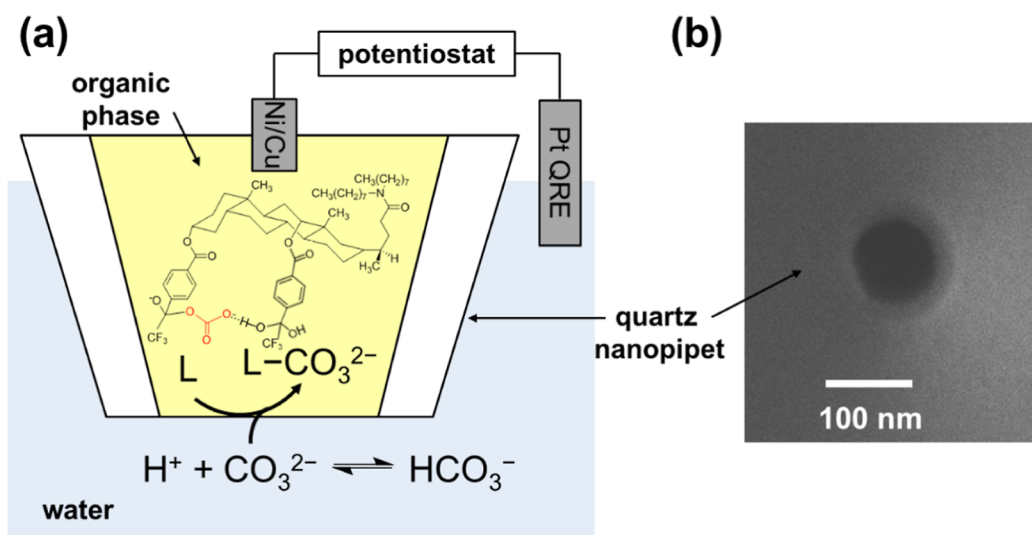 (a)
potentiostat
organic
phase
Ni/Cu
Pt QRE
CH₃
CH₃(CH₂)₇
CH₃(CH₂)₇–N
O
CH₃
O
O
O
O
H₃C
H
⁻O
O
O⁻
H
O
OH
CF₃
O
CF₃
L
L−CO₃²⁻
H⁺ + CO₃²⁻ ⇌ HCO₃⁻
water
quartz
nanopipet
(b)
100 nm